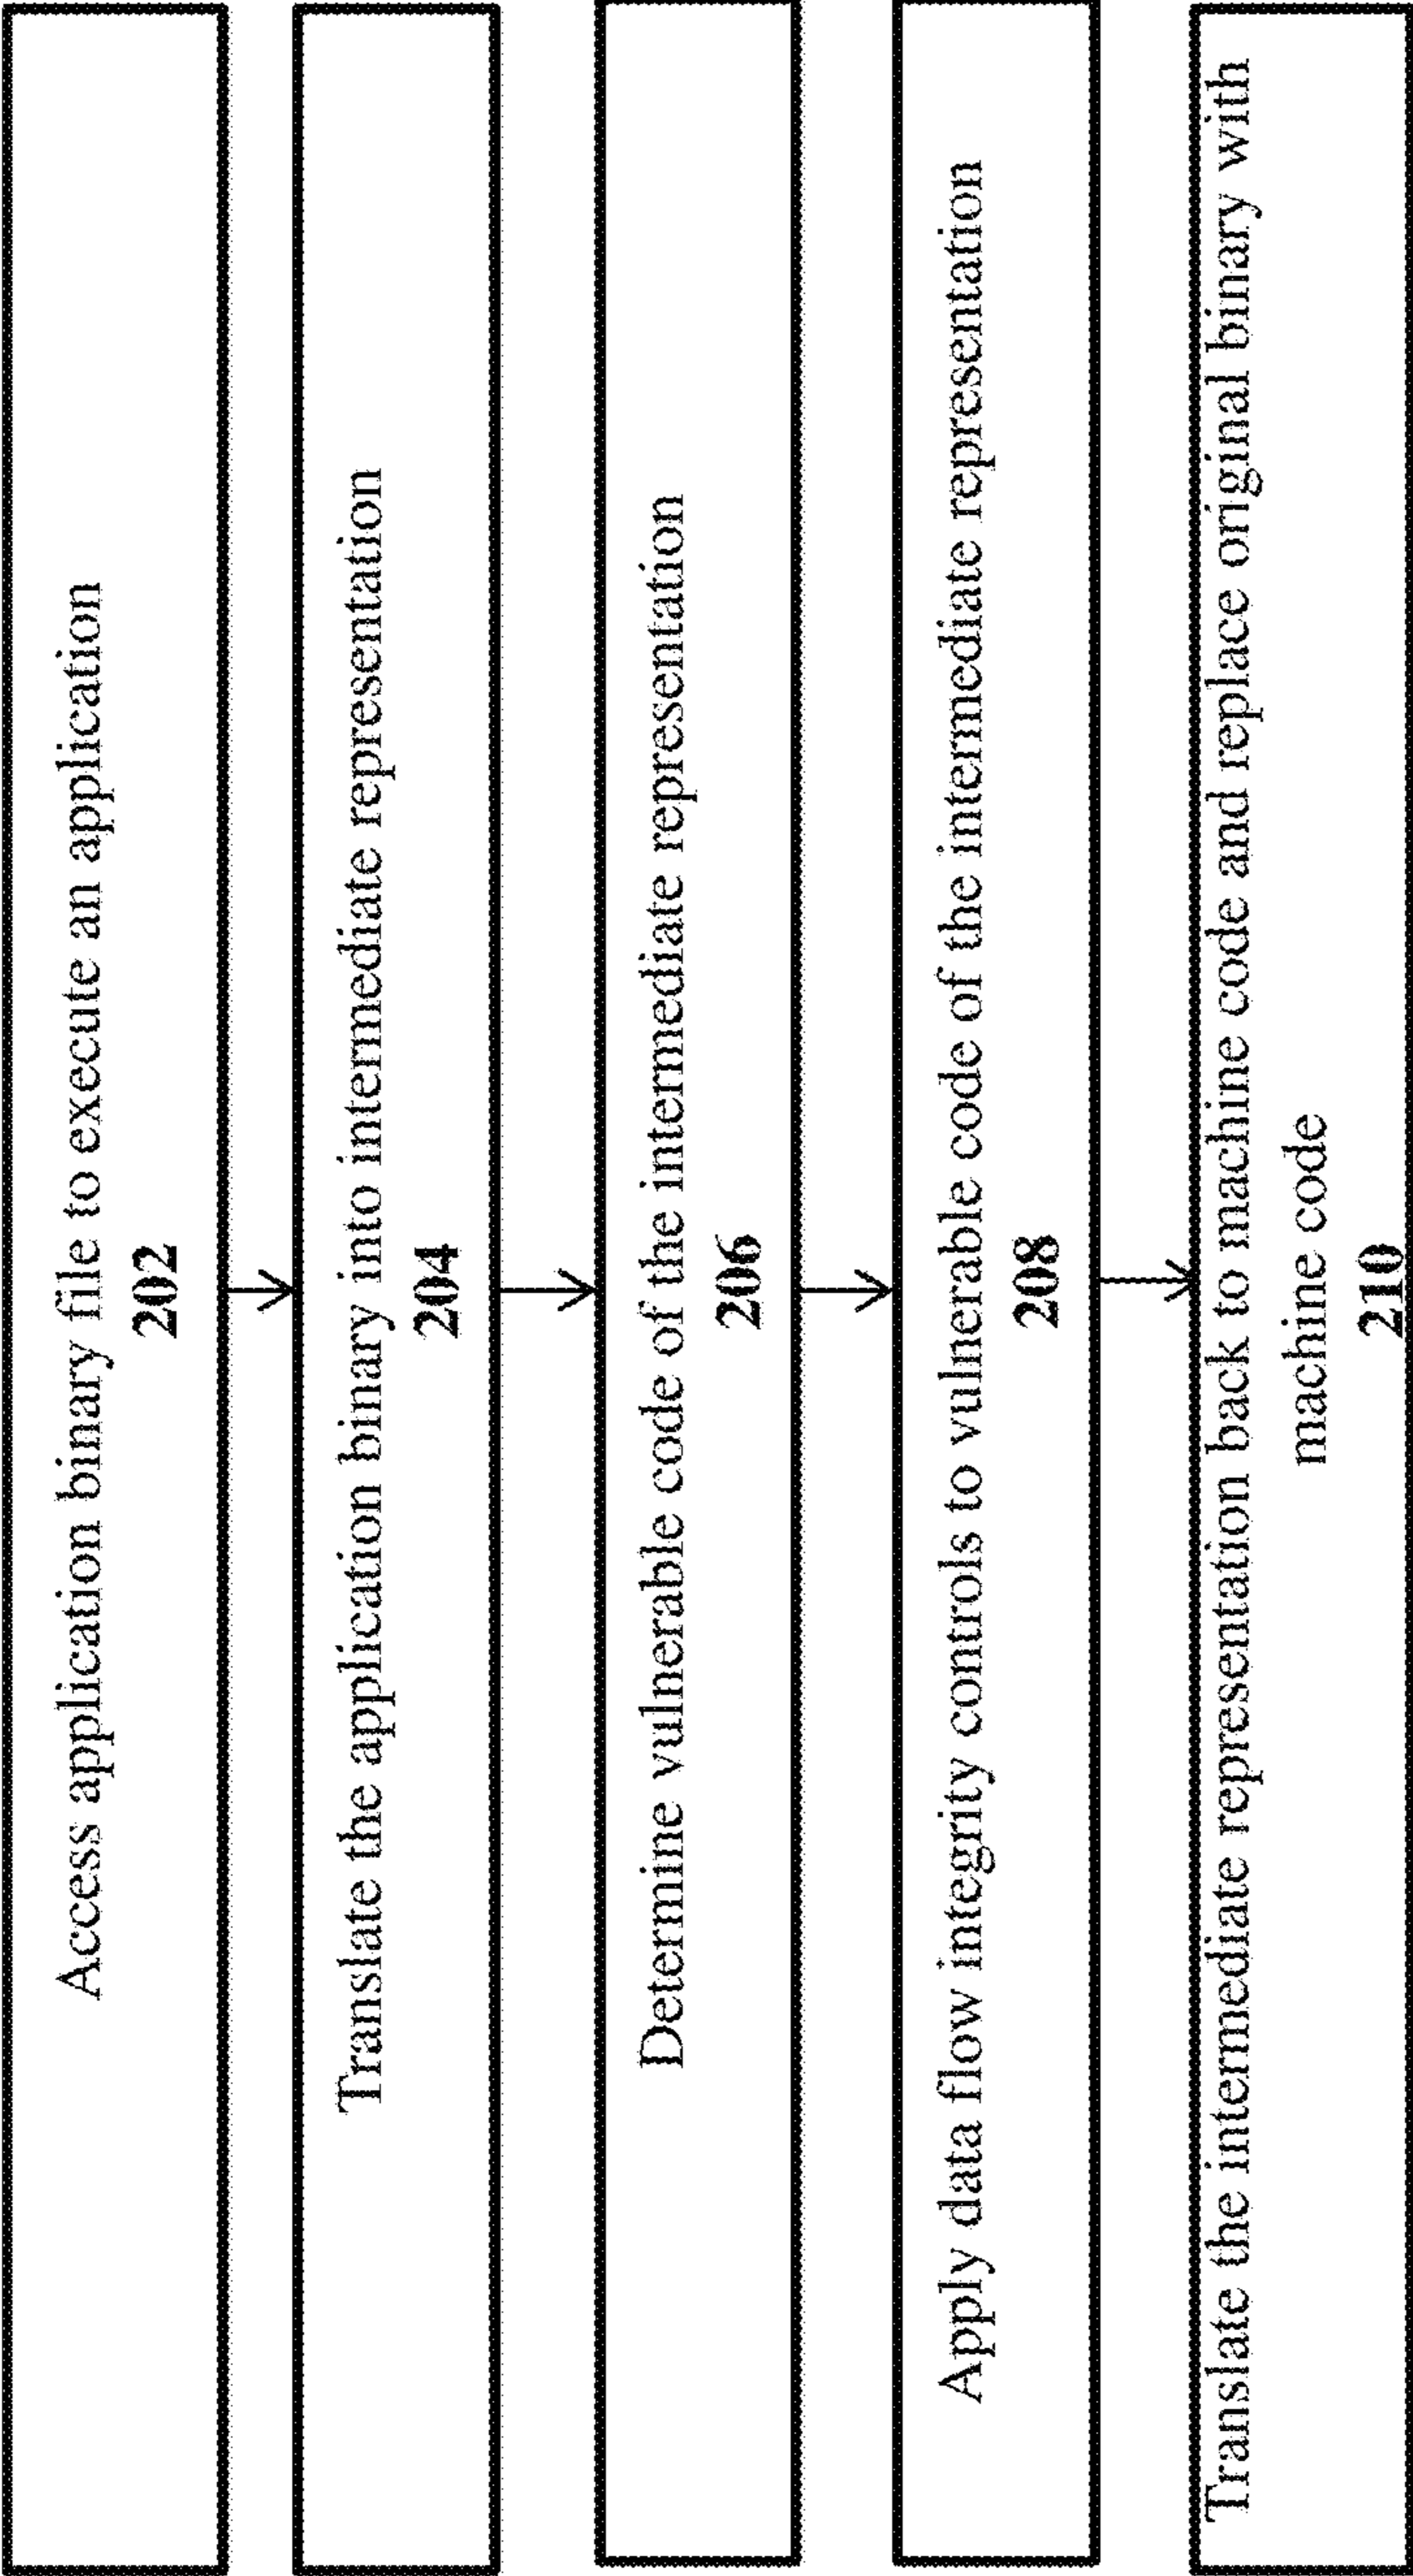 Access application binary file to execute an application
202
Translate the application binary into intermediate representation
204
Determine vulnerable code of the intermediate representation
206
Apply data flow integrity controls to vulnerable code of the intermediate representation
208
Translate the intermediate representation back to machine code and replace original binary with
machine code
210